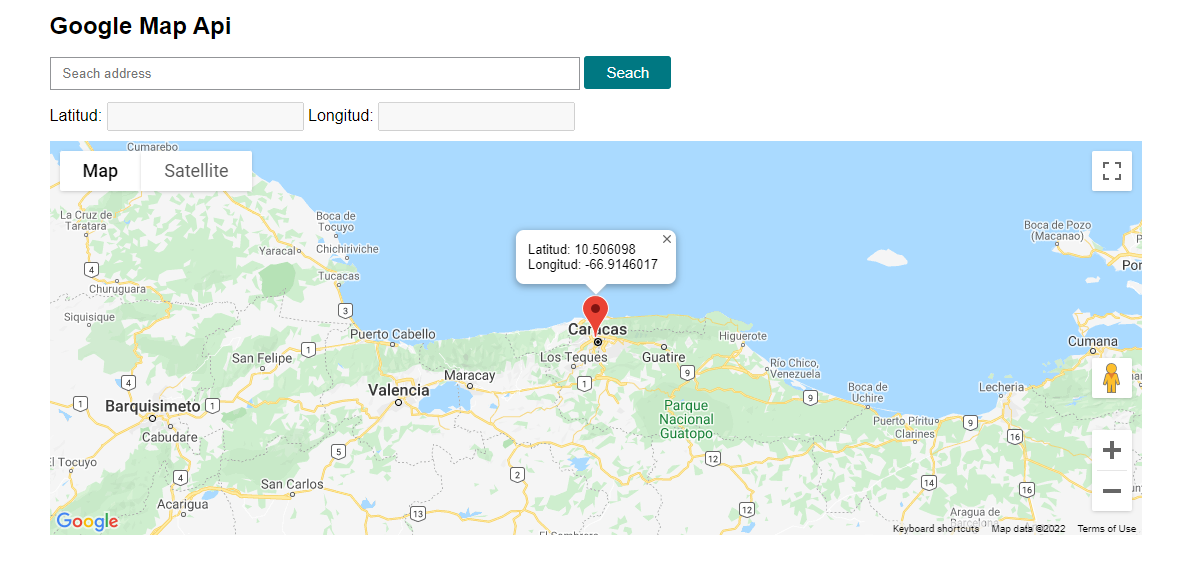 Google Map Api
Seach address
Seach
Latitud:
Longitud:
Cumarebo
Map
Satellite
La Cruz de
Taratara
Boca de
Tocuyo
Boca de Pozo
(Macanao)
Yaracal
Chichiriviche
Latitud: 10.506098
Longitud: -66.9146017
Por
4
Tucacas
Churuguara
3
Siquisique
Puerto Cabello
Caracas
Higuerote
Cumana
San Felipe
1
Los Teques
Guatire
Río Chico,
Venezuela
4
Maracay
1
9
Valencia
Boca de
Uchire
Lecheria
1
Barquisimeto
1
9
Parque
Nacional
Guatopo
Cabudare
Puerto Píritu
Clarines
9
16
5
El Tocuyo
12
4
2
San Carlos
14
16
Acarigua
13
12
Aragua de
Barcelona
Google
El Sombrero
Keyboard shortcuts
Map data ©2022
Terms of Use